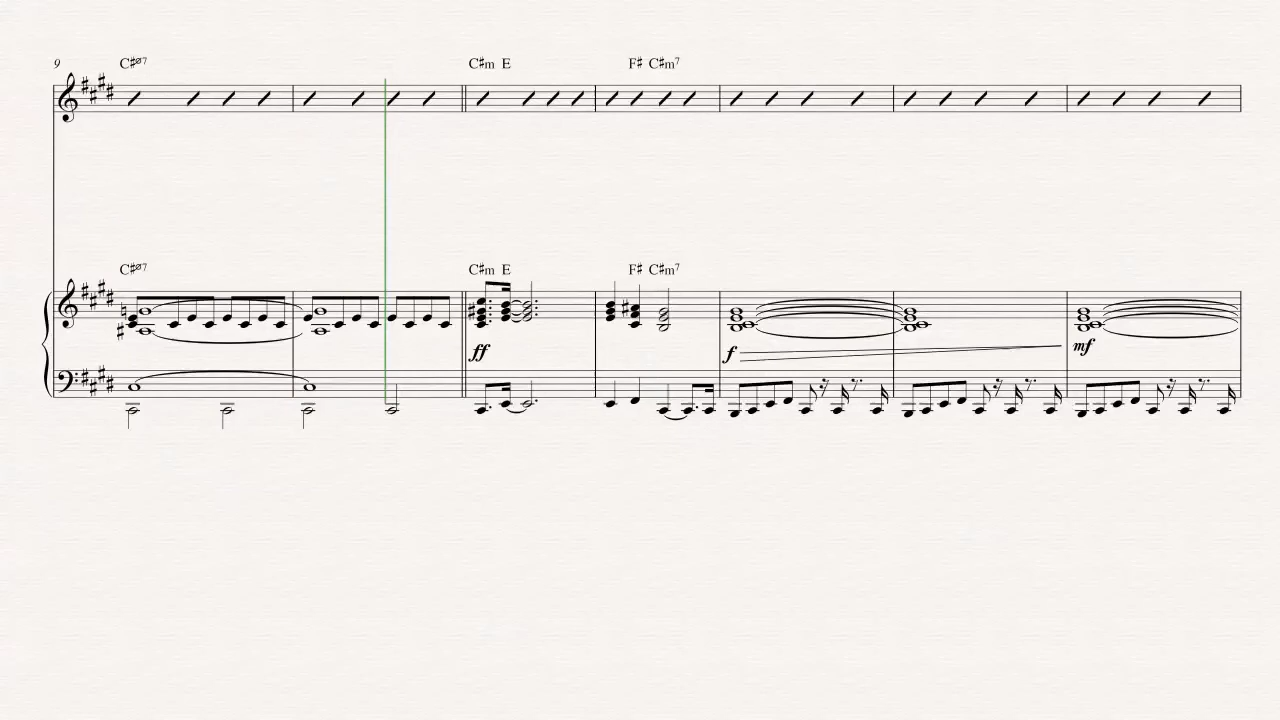 9 C♯ø7 C♯m E F♯ C♯m7
C♯ø7 C♯m E F♯ C♯m7
ff f mf